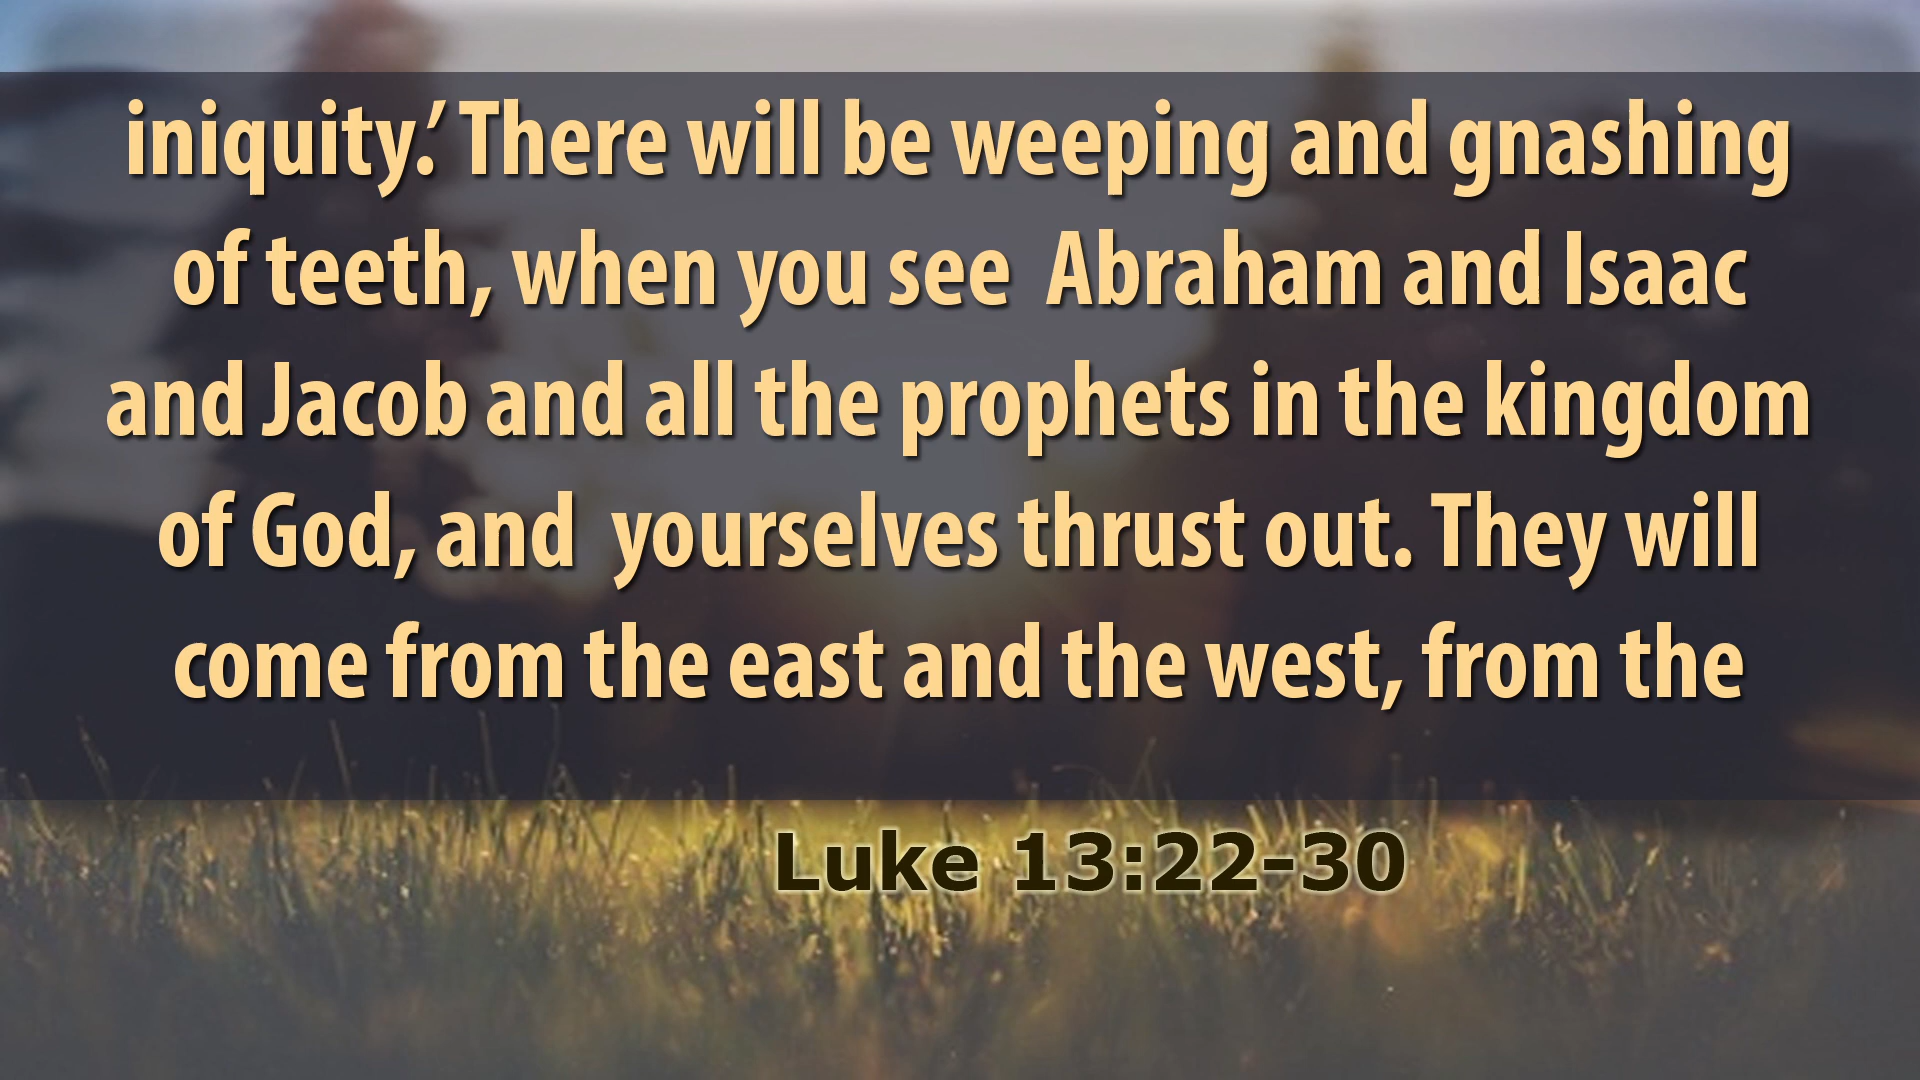 iniquity.’ There will be weeping and gnashing
of teeth, when you see  Abraham and Isaac
and Jacob and all the prophets in the kingdom
of God, and  yourselves thrust out. They will
come from the east and the west, from the
Luke 13:22-30